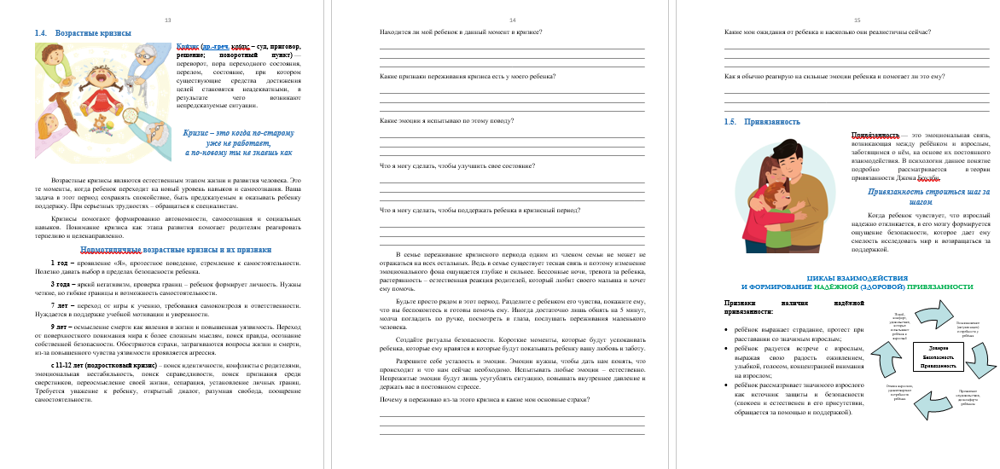 13
1.4. Возрастные кризисы
Кризис (др.-греч. κρίσις – суд, приговор,
решение; поворотный пункт) —
переворот, пора переходного состояния,
перелом, состояние, при котором
существующие средства достижения
целей становятся неадекватными, в
результате чего возникают
непредсказуемые ситуации.
Кризис – это когда по-старому
уже не работает,
а по-новому ты не знаешь как
Возрастные кризисы являются естественным этапом жизни и развития человека. Это
те моменты, когда ребенок переходит на новый уровень навыков и самосознания. Ваша
задача в этот период сохранять спокойствие, быть предсказуемым и оказывать ребенку
поддержку. При серьезных трудностях – обращаться к специалистам.
Кризисы помогают формированию автономности, самосознания и социальных
навыков. Понимание кризиса как этапа развития помогает родителям реагировать
терпеливо и целенаправленно.
Нормотипичные возрастные кризисы и их признаки
1 год – проявление «Я», протестное поведение, стремление к самостоятельности.
Полезно давать выбор в пределах безопасности ребенка.
3 года – яркий негативизм, проверка границ – ребенок формирует личность. Нужны
четкие, но гибкие границы и возможность самостоятельности.
7 лет – переход от игры к учению, требования самоконтроля и ответственности.
Нуждается в поддержке учебной мотивации и уверенности.
9 лет – осмысление смерти как явления и жизни и повышенная уязвимость. Переход
от поверхностного понимания мира к более сложным мыслям, поиск правды, осознание
собственной безопасности. Обостряются страхи, затрагиваются вопросы жизни и смерти,
из-за повышенного чувства уязвимости проявляется агрессия.
с 11-12 лет (подростковый кризис) – поиск идентичности, конфликты с родителями,
эмоциональная нестабильность, поиск справедливости, поиск признания среди
сверстников, переосмысление своей жизни, сепарация, установление личных границ.
Требуется уважение к ребенку, открытый диалог, разумная свобода, поощрение
самостоятельности.
14
Находится ли мой ребенок в данный момент в кризисе?
Какие признаки переживания кризиса есть у моего ребенка?
Какие эмоции я испытываю по этому поводу?
Что я могу сделать, чтобы улучшить свое состояние?
Что я могу сделать, чтобы поддержать ребенка в кризисный период?
В семье переживание кризисного периода одним из членом семьи не может не
отражаться на всех остальных. Ведь в семье существует тесная связь и поэтому изменение
эмоционального фона ощущается глубже и сильнее. Бессонные ночи, тревога за ребенка,
растерянность – естественная реакция родителей, который любит своего малыша и хочет
ему помочь.
Будьте просто рядом в этот период. Разделите с ребенком его чувства, покажите ему,
что вы беспокоитесь и готовы помочь ему. Иногда достаточно лишь обнять на 5 минут,
молча погладить по ручке, посмотреть в глаза, послушать переживания маленького
человека.
Создайте ритуалы безопасности. Короткие моменты, которые будут успокаивать
ребенка, которые ему нравятся и которые будут показывать ребенку вашу любовь и заботу.
Разрешите себе усталость и эмоции. Эмоции нужны, чтобы дать нам понять, что
происходит и что нам сейчас необходимо. Испытывать любые эмоции – естественно.
Непрожитые эмоции будут лишь усугублять ситуацию, повышать внутреннее давление и
держать вас в постоянном стрессе.
Почему я переживаю из-за этого кризиса и какие мои основные страхи?
15
Какие мои ожидания от ребенка и насколько они реалистичны сейчас?
Как я обычно реагирую на сильные эмоции ребенка и помогает ли это ему?
1.5. Привязанность
Привязанность — это эмоциональная связь,
возникающая между ребёнком и взрослым,
заботящимся о нём, на основе их постоянного
взаимодействия. В психологии данное понятие
подробно рассматривается в теории
привязанности Джона Боулби.
Привязанность строиться шаг за
шагом
Когда ребенок чувствует, что взрослый
надежно откликается, в его мозгу формируется
ощущение безопасности, которое дает ему
смелость исследовать мир и возвращаться за
поддержкой.
ЦИКЛЫ ВЗАИМОДЕЙСТВИЯ
И ФОРМИРОВАНИЕ НАДЁЖНОЙ (ЗДОРОВОЙ) ПРИВЯЗАННОСТИ
Признаки наличия надёжной
привязанности:
• ребёнок выражает страдание, протест при
расставании со значимым взрослым;
• ребёнок радуется встрече с взрослым,
выражая свою радость оживлением,
улыбкой, голосом, концентрацией внимания
на взрослом;
• ребёнок рассматривает значимого взрослого
как источник защиты и безопасности
(спокоен и естественен в его присутствии,
обращается за помощью и поддержкой).
Доверие
Безопасность
Привязанность